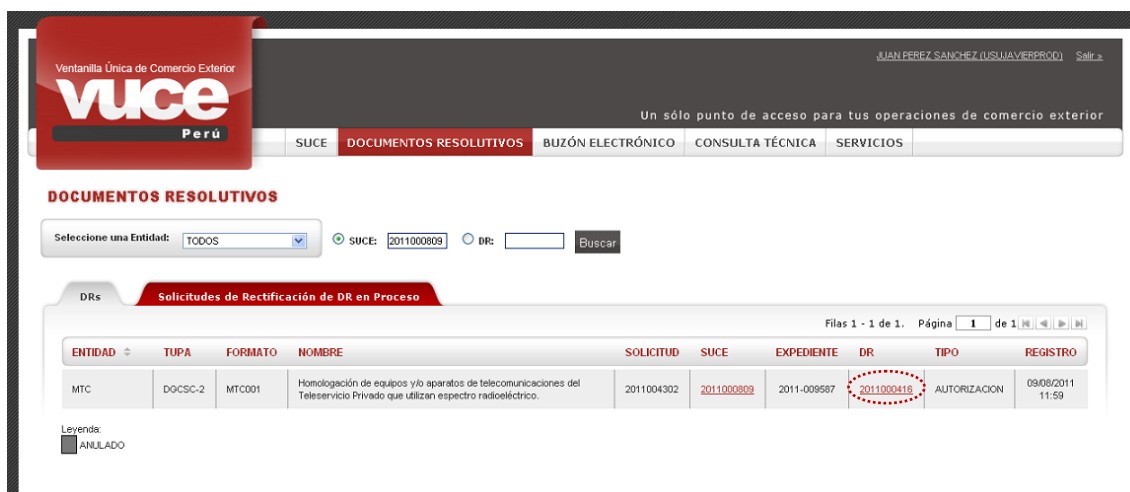 JUAN PEREZ SANCHEZ (USUJAVIERPROD) Salir »
Ventanilla Única de Comercio Exterior
vuce
Perú
Un sólo punto de acceso para tus operaciones de comercio exterior
SUCE DOCUMENTOS RESOLUTIVOS BUZÓN ELECTRÓNICO CONSULTA TÉCNICA SERVICIOS
DOCUMENTOS RESOLUTIVOS
Seleccione una Entidad: TODOS SUCE: 2011000809 DR: Buscar
DRs Solicitudes de Rectificación de DR en Proceso
Filas 1 - 1 de 1. Página 1 de 1
ENTIDAD TUPA FORMATO NOMBRE SOLICITUD SUCE EXPEDIENTE DR TIPO REGISTRO
MTC DGCSC-2 MTC001 Homologación de equipos y/o aparatos de telecomunicaciones del 2011004302 2011000809 2011-009587 2011000416 AUTORIZACION 09/08/2011
Teleservicio Privado que utilizan espectro radioeléctrico. 11:59
Leyenda:
ANULADO